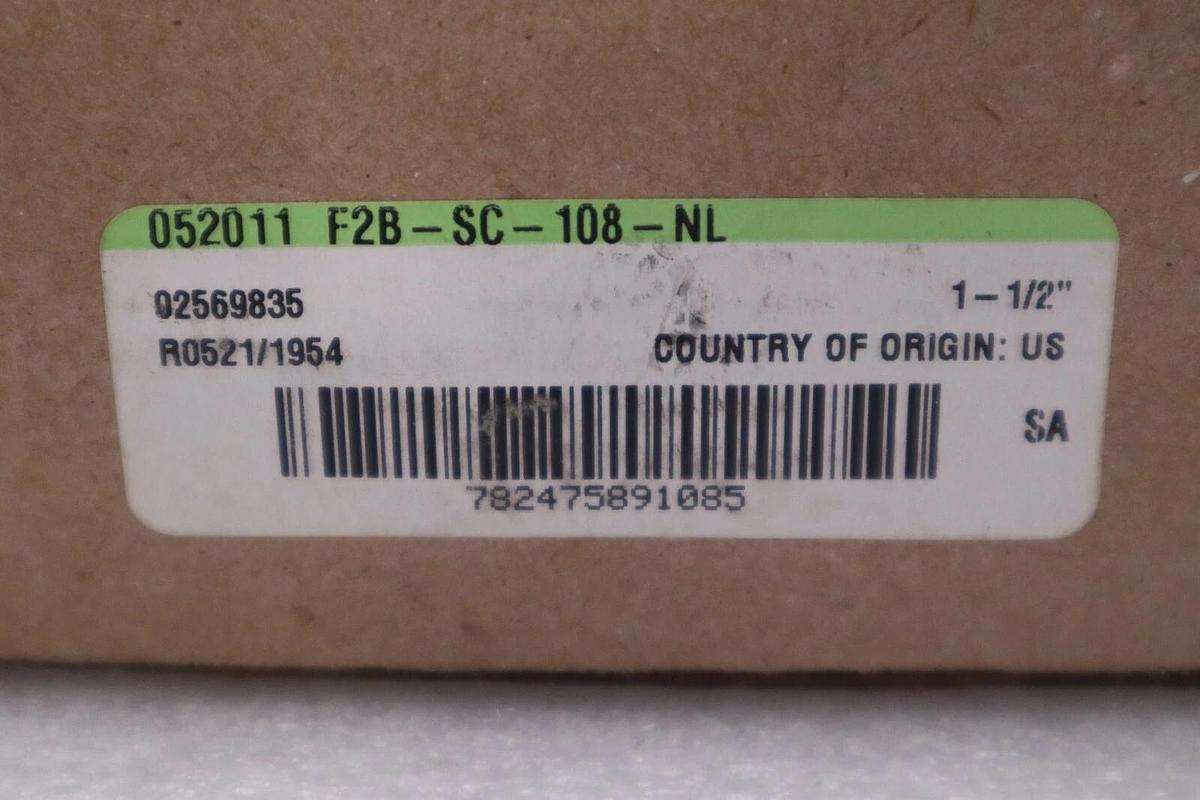 052011 F2B-SC-108-NL
02569835 1-1/2"
R0521/1954 COUNTRY OF ORIGIN: US
SA
782475891085